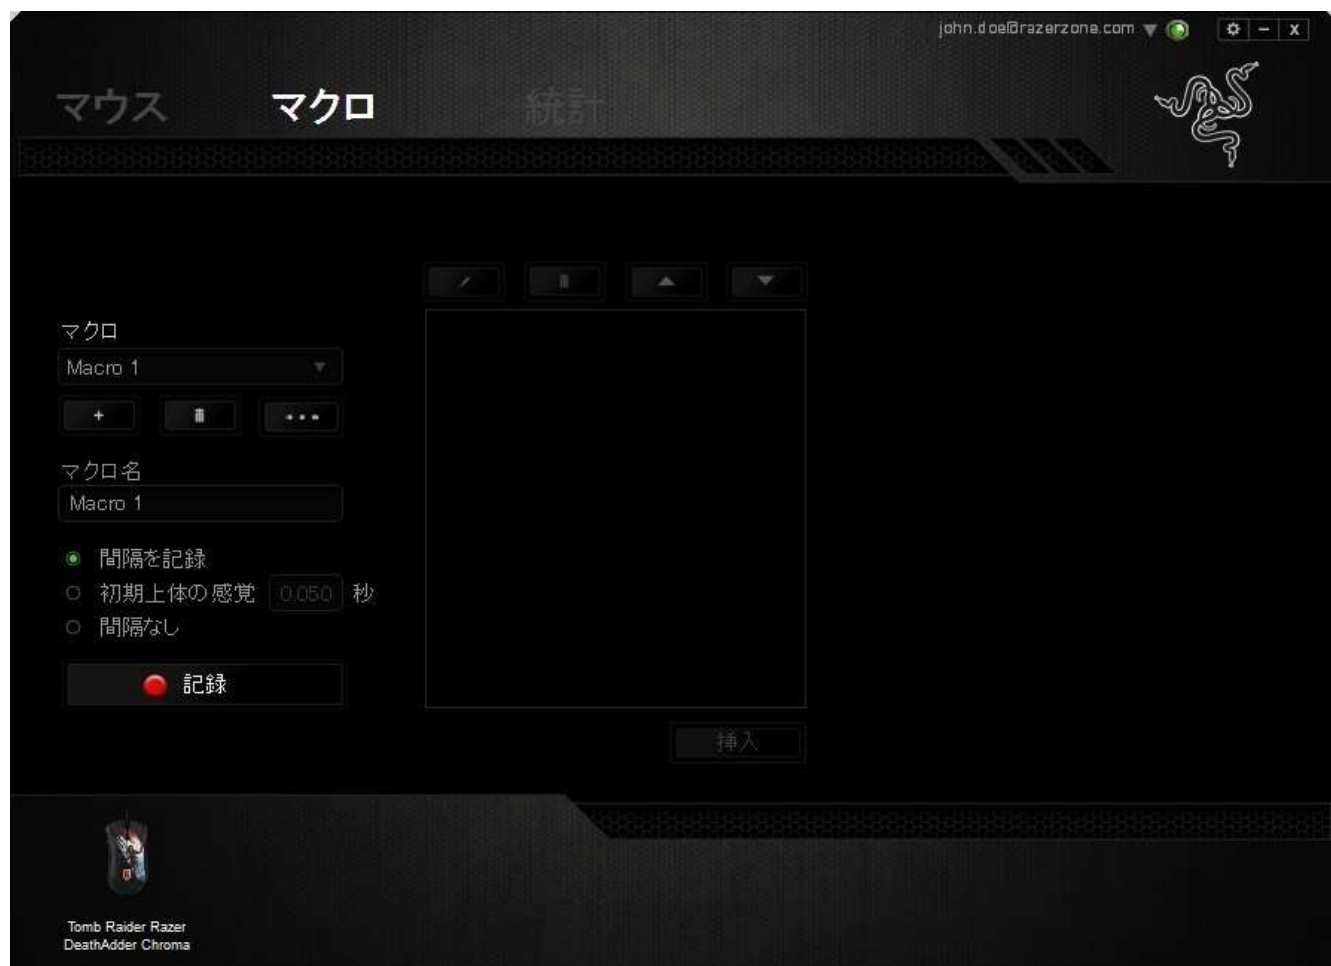 john.doe@razerzone.com
マウス
マクロ
統計
マクロ
Macro 1
マクロ名
Macro 1
間隔を記録
初期上体の感覚 0.050 秒
間隔なし
記録
挿入
Tomb Raider Razer
DeathAdder Chroma